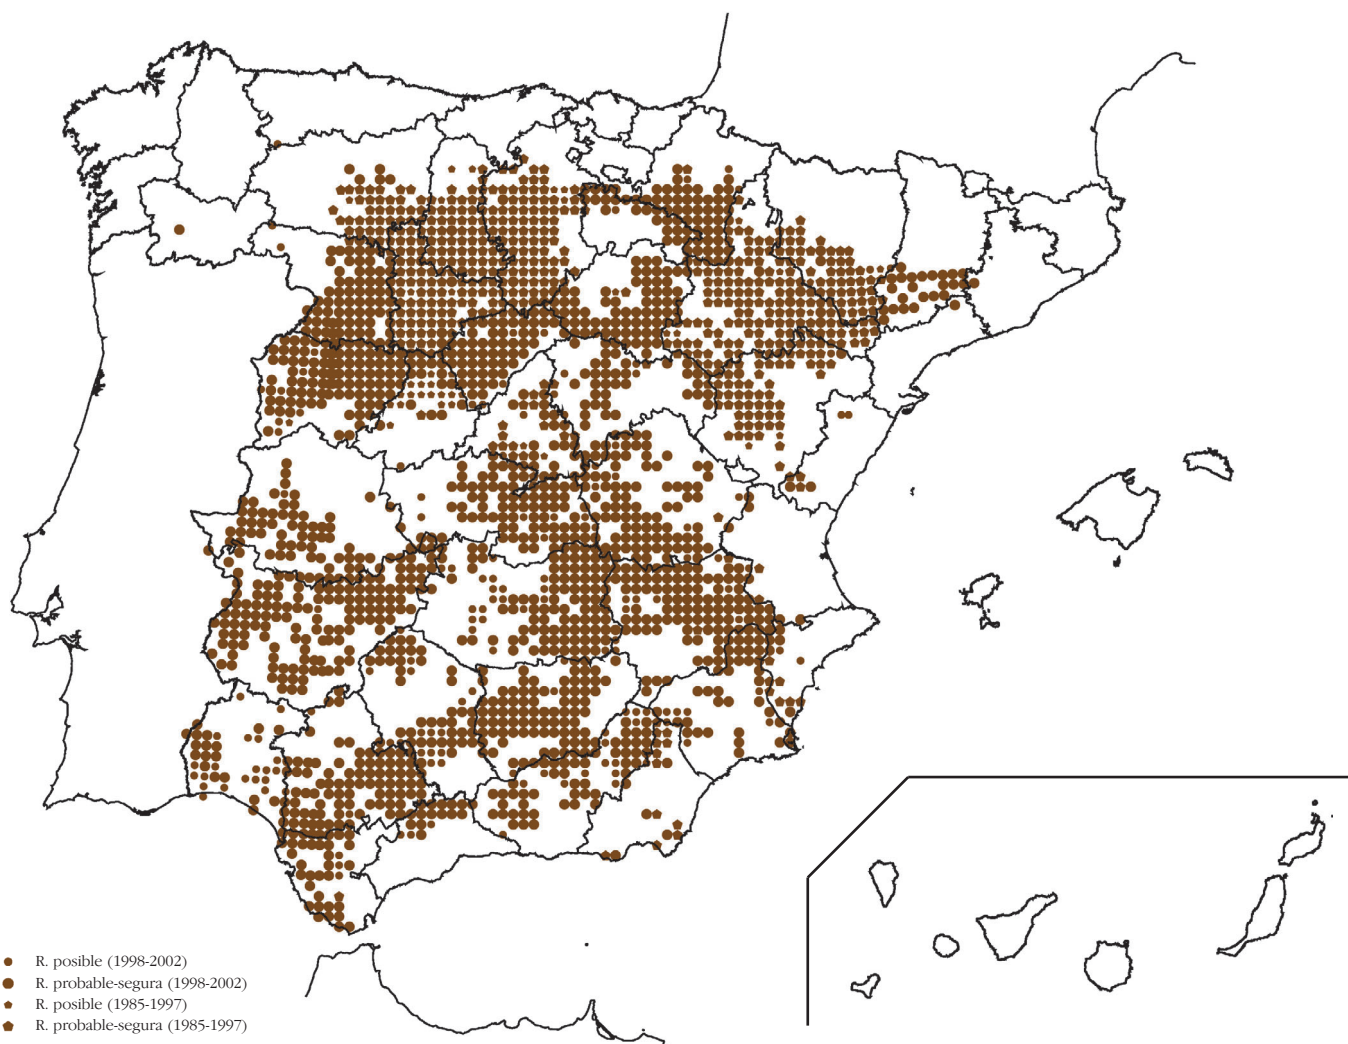 R. posible (1998-2002)
R. probable-segura (1998-2002)
R. posible (1985-1997)
R. probable-segura (1985-1997)